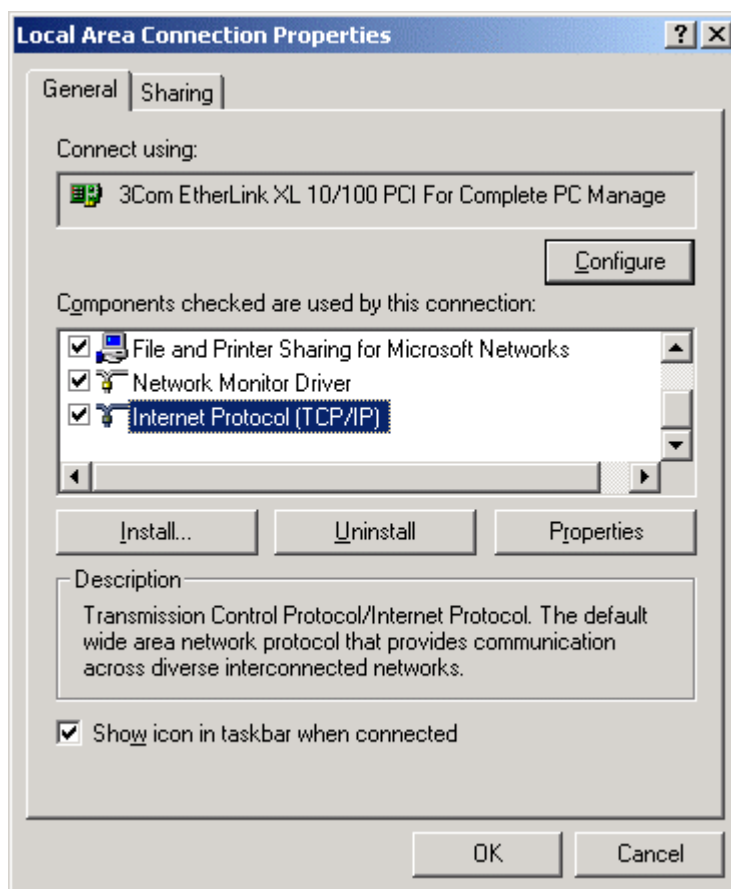 Local Area Connection Properties
General
Sharing
Connect using:
3Com EtherLink XL 10/100 PCI For Complete PC Manage
Configure
Components checked are used by this connection:
File and Printer Sharing for Microsoft Networks
Network Monitor Driver
Internet Protocol (TCP/IP)
Install...
Uninstall
Properties
Description
Transmission Control Protocol/Internet Protocol. The default
wide area network protocol that provides communication
across diverse interconnected networks.
Show icon in taskbar when connected
OK
Cancel